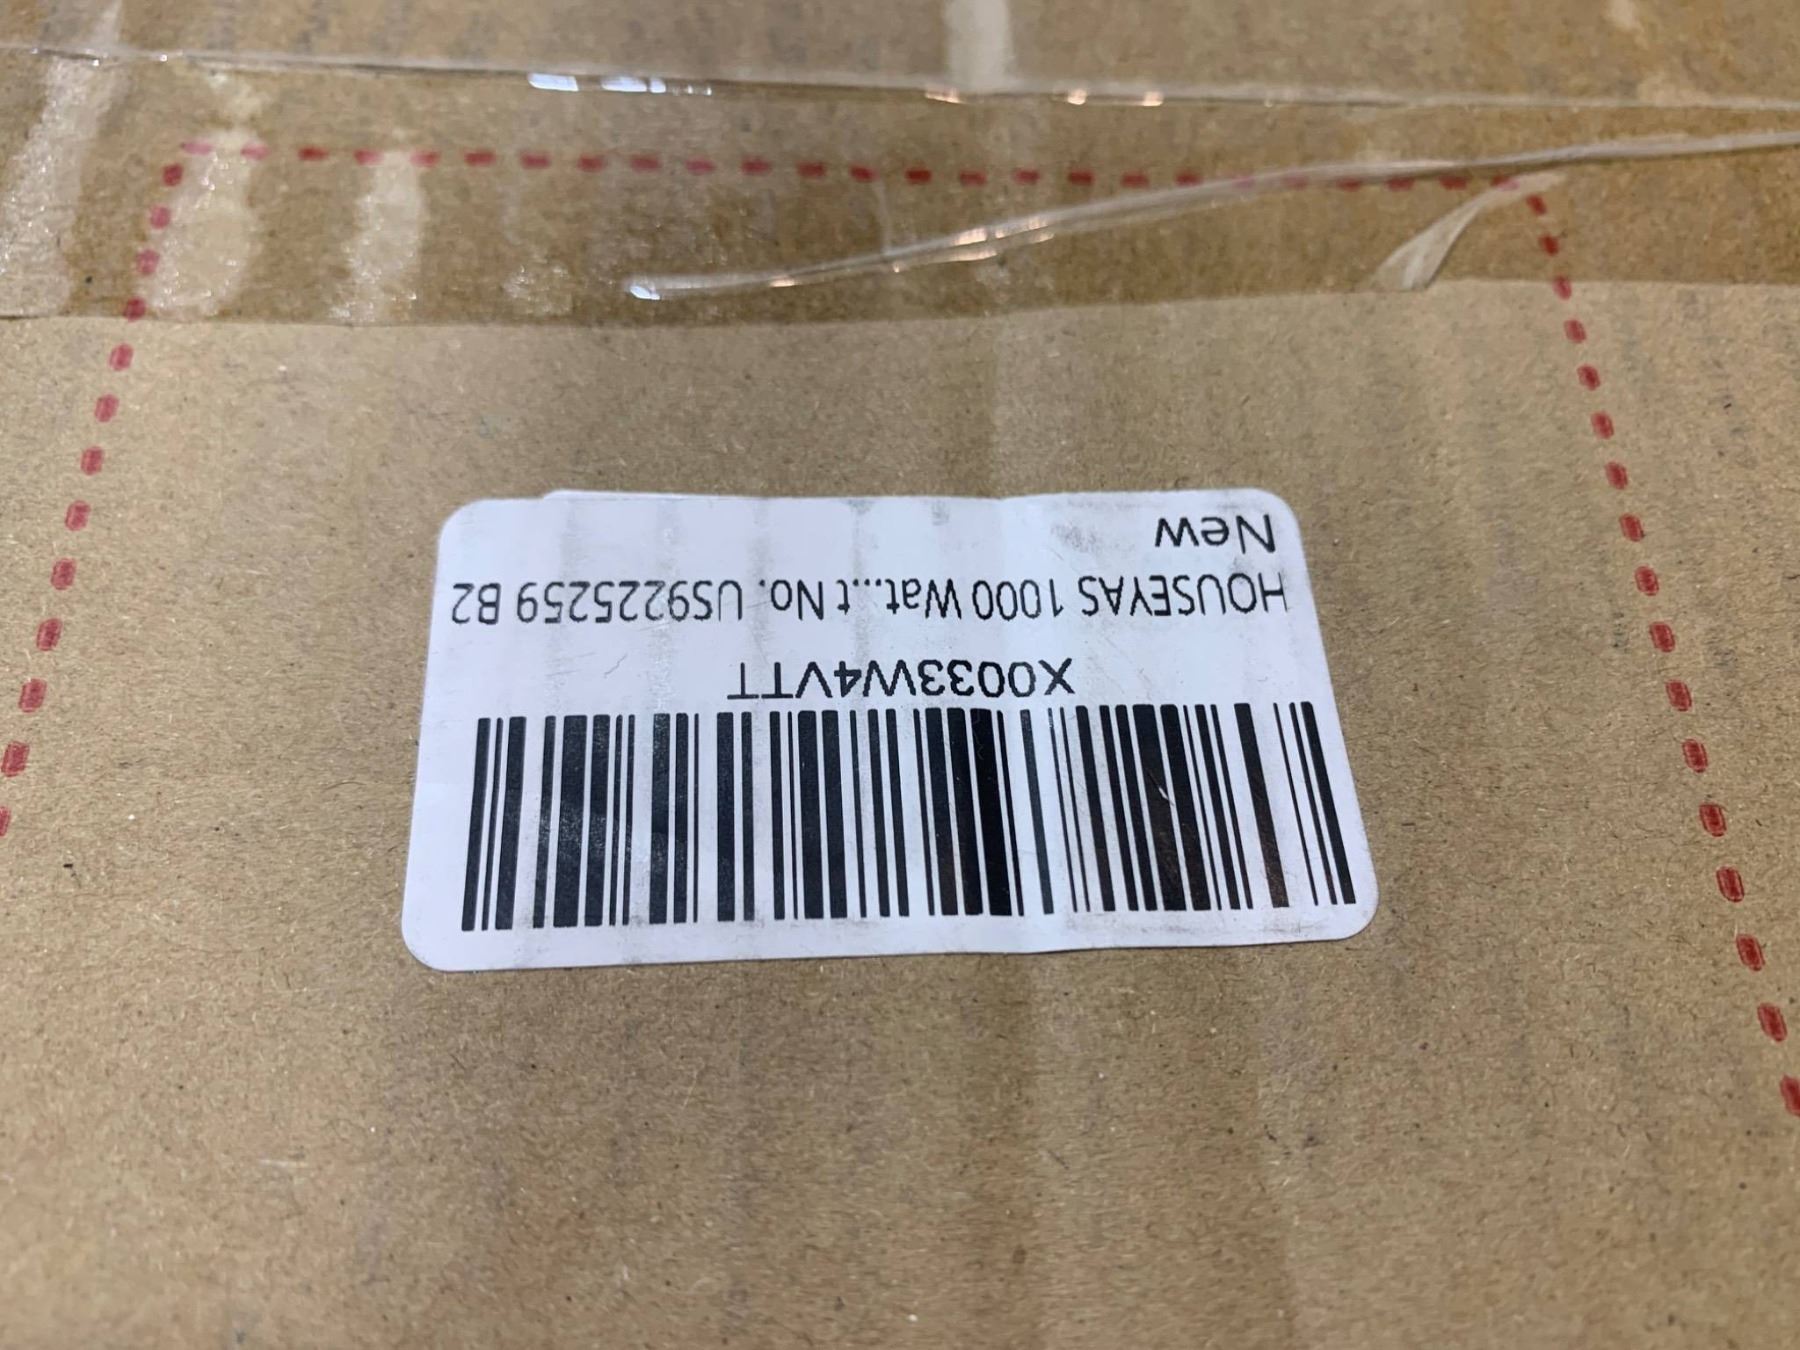 X0033W4VTT
HOUSEYAS 1000 Wat...t No. US9225259 B2
New